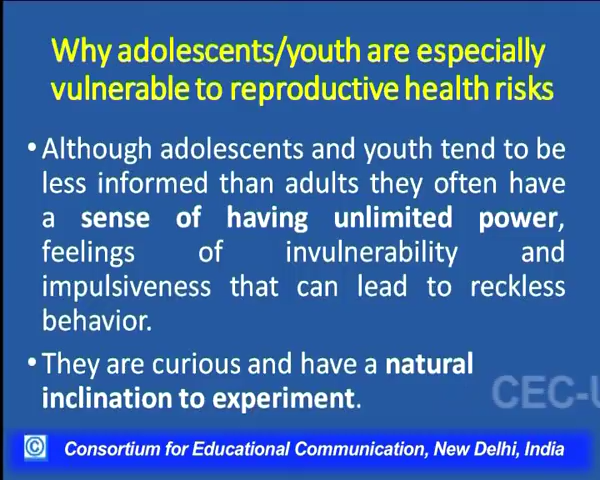 Why adolescents/youth are especially
vulnerable to reproductive health risks
• Although adolescents and youth tend to be
less informed than adults they often have
a sense of having unlimited power,
feelings of invulnerability and
impulsiveness that can lead to reckless
behavior.
• They are curious and have a natural
inclination to experiment.
CEC-U
© Consortium for Educational Communication, New Delhi, India